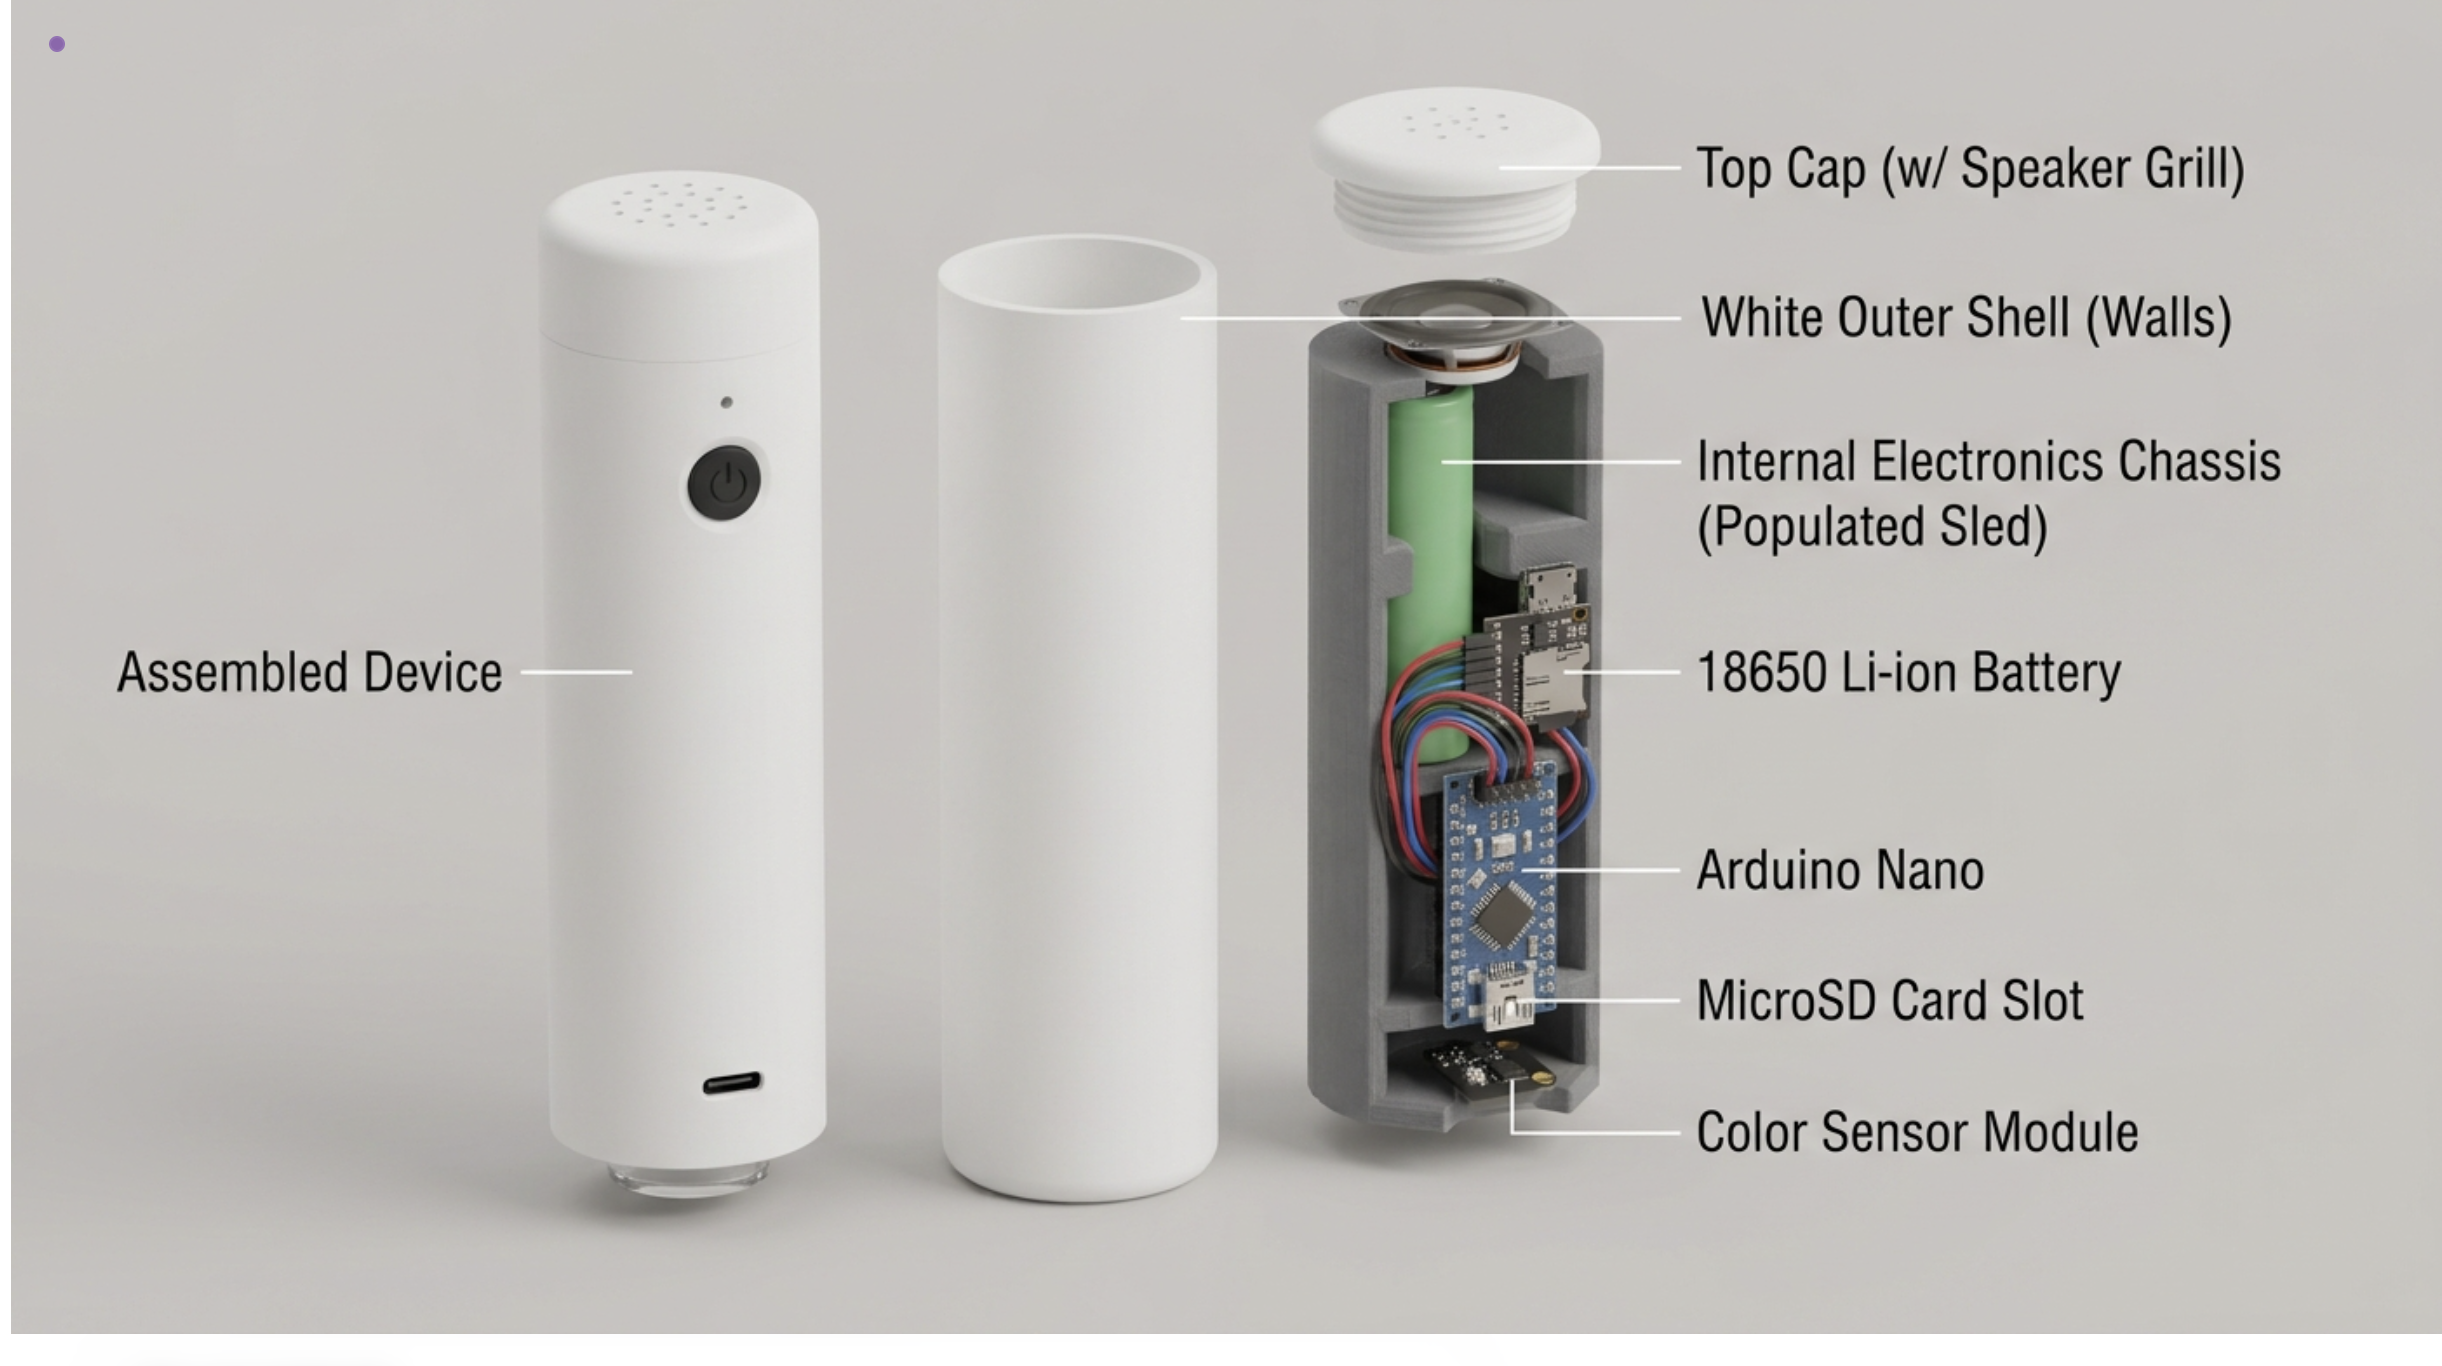 Top Cap (w/ Speaker Grill)
White Outer Shell (Walls)
Internal Electronics Chassis
(Populated Sled)
Assembled Device
18650 Li-ion Battery
Arduino Nano
MicroSD Card Slot
Color Sensor Module